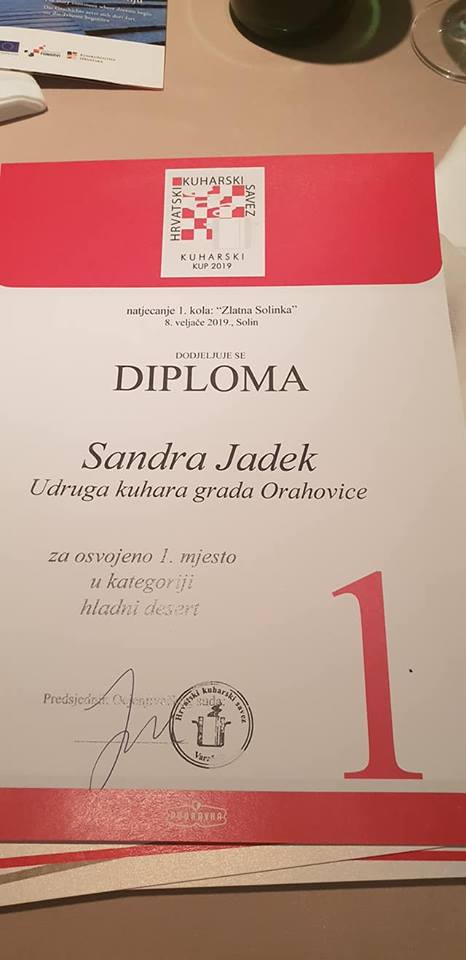 KUHARSKI
HRVATSKI
SAVEZ
KUHARSKI
KUP 2019
natjecanje 1. kola: "Zlatna Solinka"
8. veljače 2019., Solin
DODJELJUJE SE
DIPLOMA
Sandra Jadek
Udruga kuhara grada Orahovice
za osvojeno 1. mjesto
u kategoriji
hladni desert
1
Predsjednik
suda:
Hrvatski kuharski savez
PODRAVKA